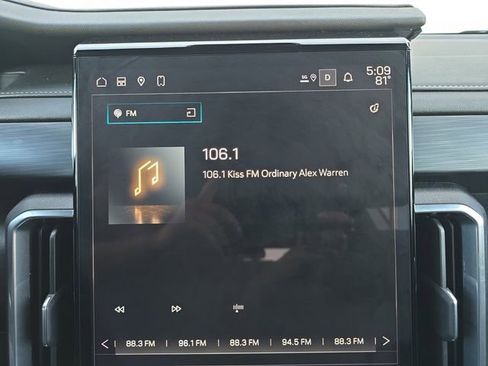 5G D 5:09
81°
FM
106.1
106.1 Kiss FM Ordinary Alex Warren
88.3 FM 96.1 FM 88.3 FM 94.5 FM 88.3 FM